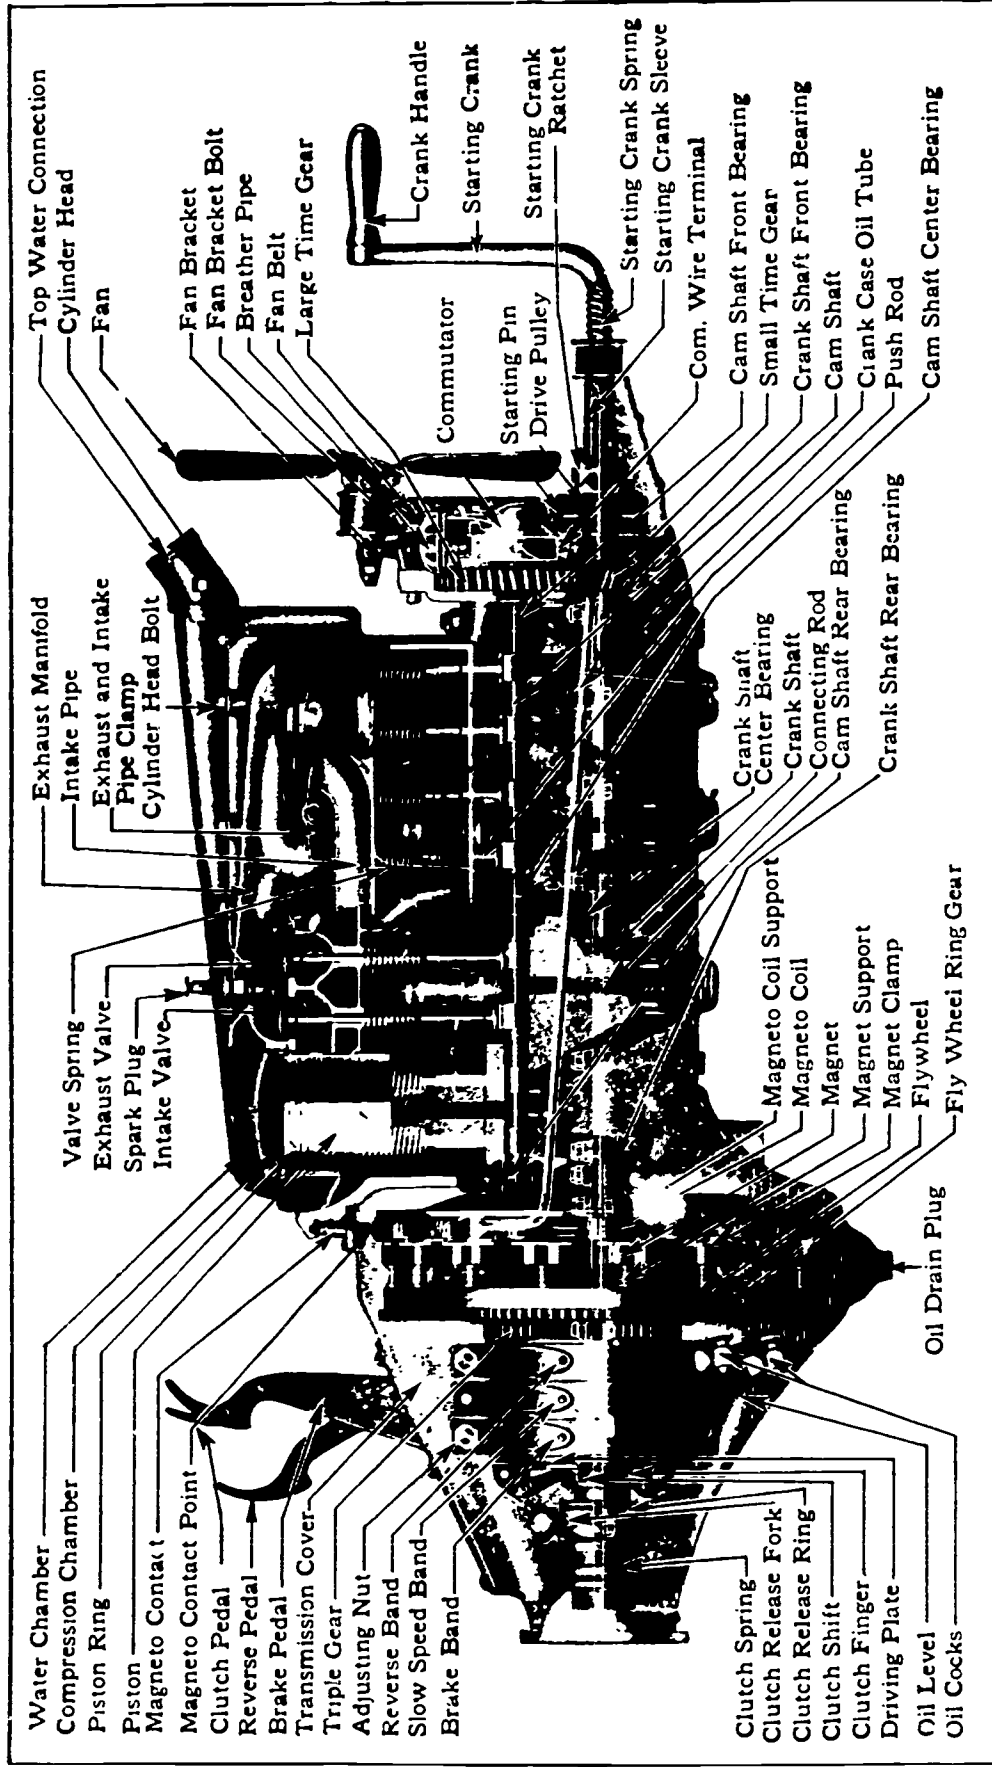 Water Chamber
Compression Chamber
Piston Ring
Piston
Magneto Contact
Magneto Contact Point
Clutch Pedal
Reverse Pedal
Brake Pedal
Transmission Cover
Triple Gear
Adjusting Nut
Reverse Band
Slow Speed Band
Brake Band
Clutch Spring
Clutch Release Fork
Clutch Release Ring
Clutch Shift
Clutch Finger
Driving Plate
Oil Level
Oil Cocks
Valve Spring
Exhaust Valve
Spark Plug
Intake Valve
Exhaust Manifold
Intake Pipe
Exhaust and Intake
Pipe Clamp
Cylinder Head Bolt
Top Water Connection
Cylinder Head
Fan
Fan Bracket
Fan Bracket Bolt
Breather Pipe
Fan Belt
Large Time Gear
Crank Handle
Starting Crank
Commutator
Starting Pin
Drive Pulley
Starting Crank
Ratchet
Starting Crank Spring
Starting Crank Sleeve
Com. Wire Terminal
Cam Shaft Front Bearing
Small Time Gear
Crank Shaft Front Bearing
Cam Shaft
Crank Case Oil Tube
Push Rod
Cam Shaft Center Bearing
Crank Shaft
Center Bearing
Crank Shaft
Connecting Rod
Cam Shaft Rear Bearing
Crank Shaft Rear Bearing
Magneto Coil Support
Magneto Coil
Magnet
Magnet Support
Magnet Clamp
Flywheel
Fly Wheel Ring Gear
Oil Drain Plug